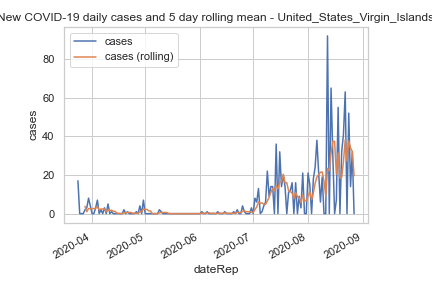 New COVID-19 daily cases and 5 day rolling mean - United_States_Virgin_Islands
cases
cases (rolling)
cases
80
60
40
20
0
2020-04
2020-05
2020-06
2020-07
2020-08
2020-09
dateRep